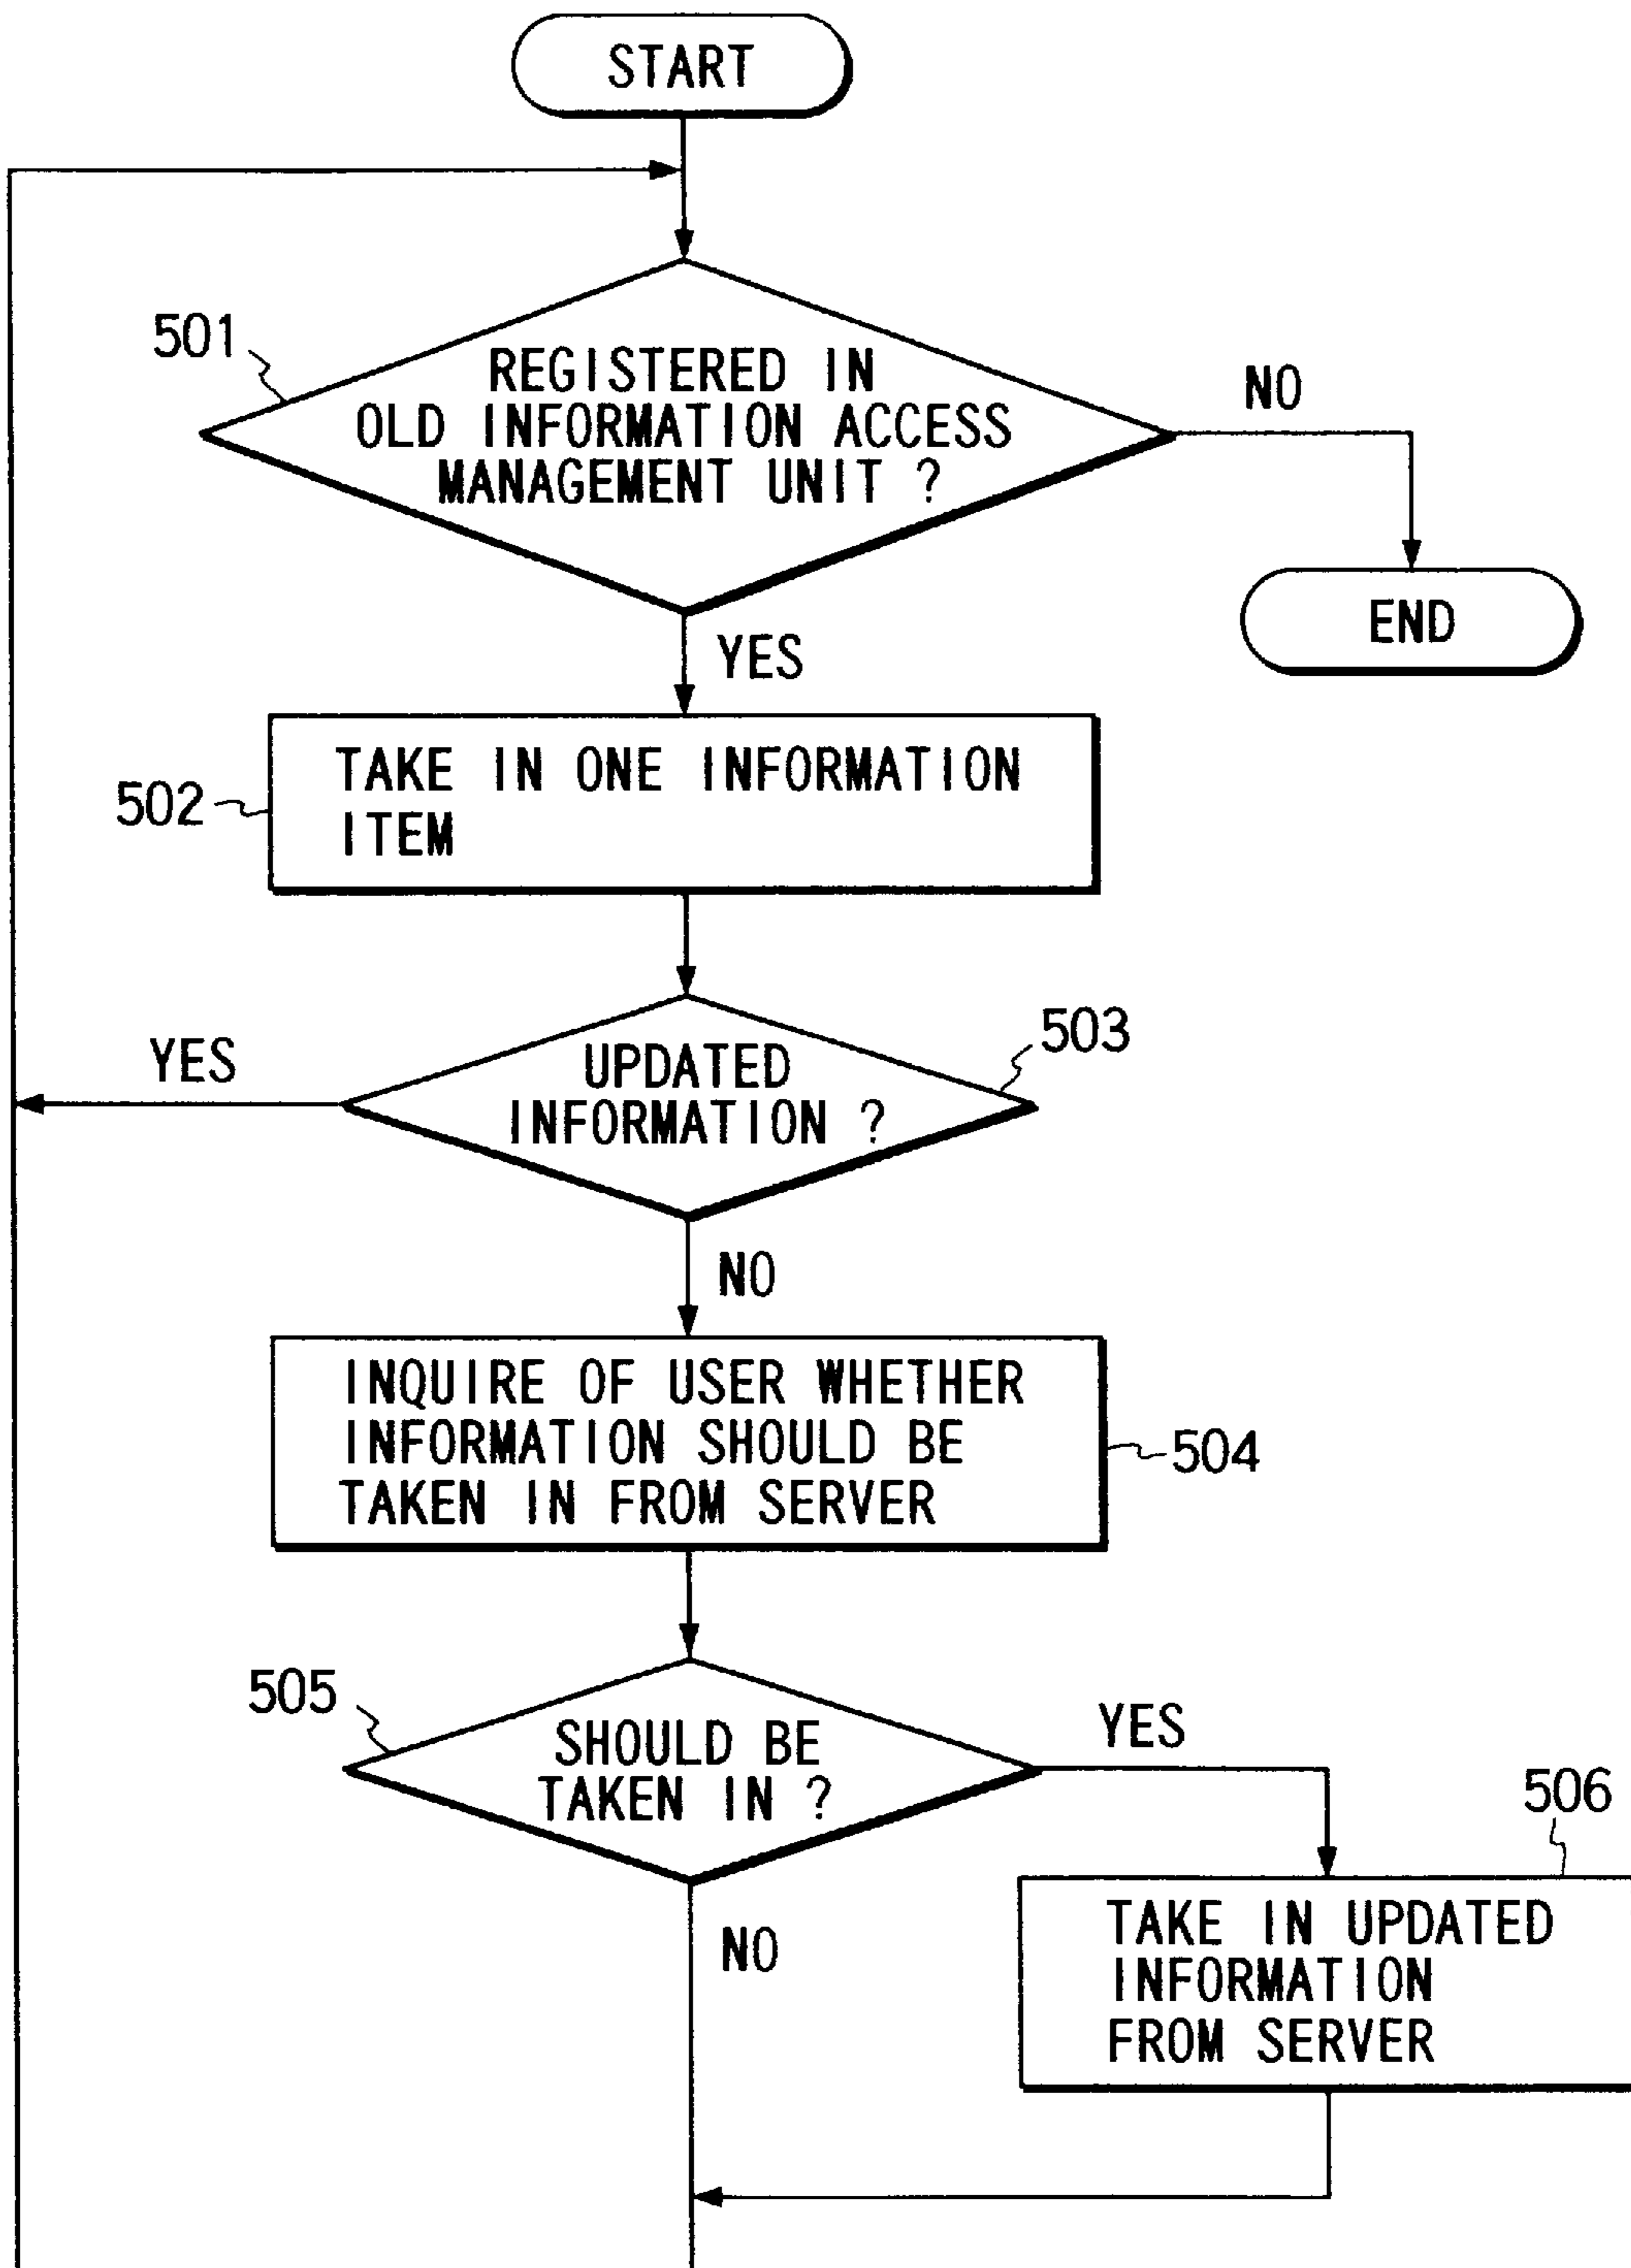 START
501
REGISTERED IN
OLD INFORMATION ACCESS
MANAGEMENT UNIT ?
NO
END
YES
502
TAKE IN ONE INFORMATION
ITEM
503
YES
UPDATED
INFORMATION ?
NO
INQUIRE OF USER WHETHER
INFORMATION SHOULD BE
TAKEN IN FROM SERVER
504
505
SHOULD BE
TAKEN IN ?
YES
506
NO
TAKE IN UPDATED
INFORMATION
FROM SERVER